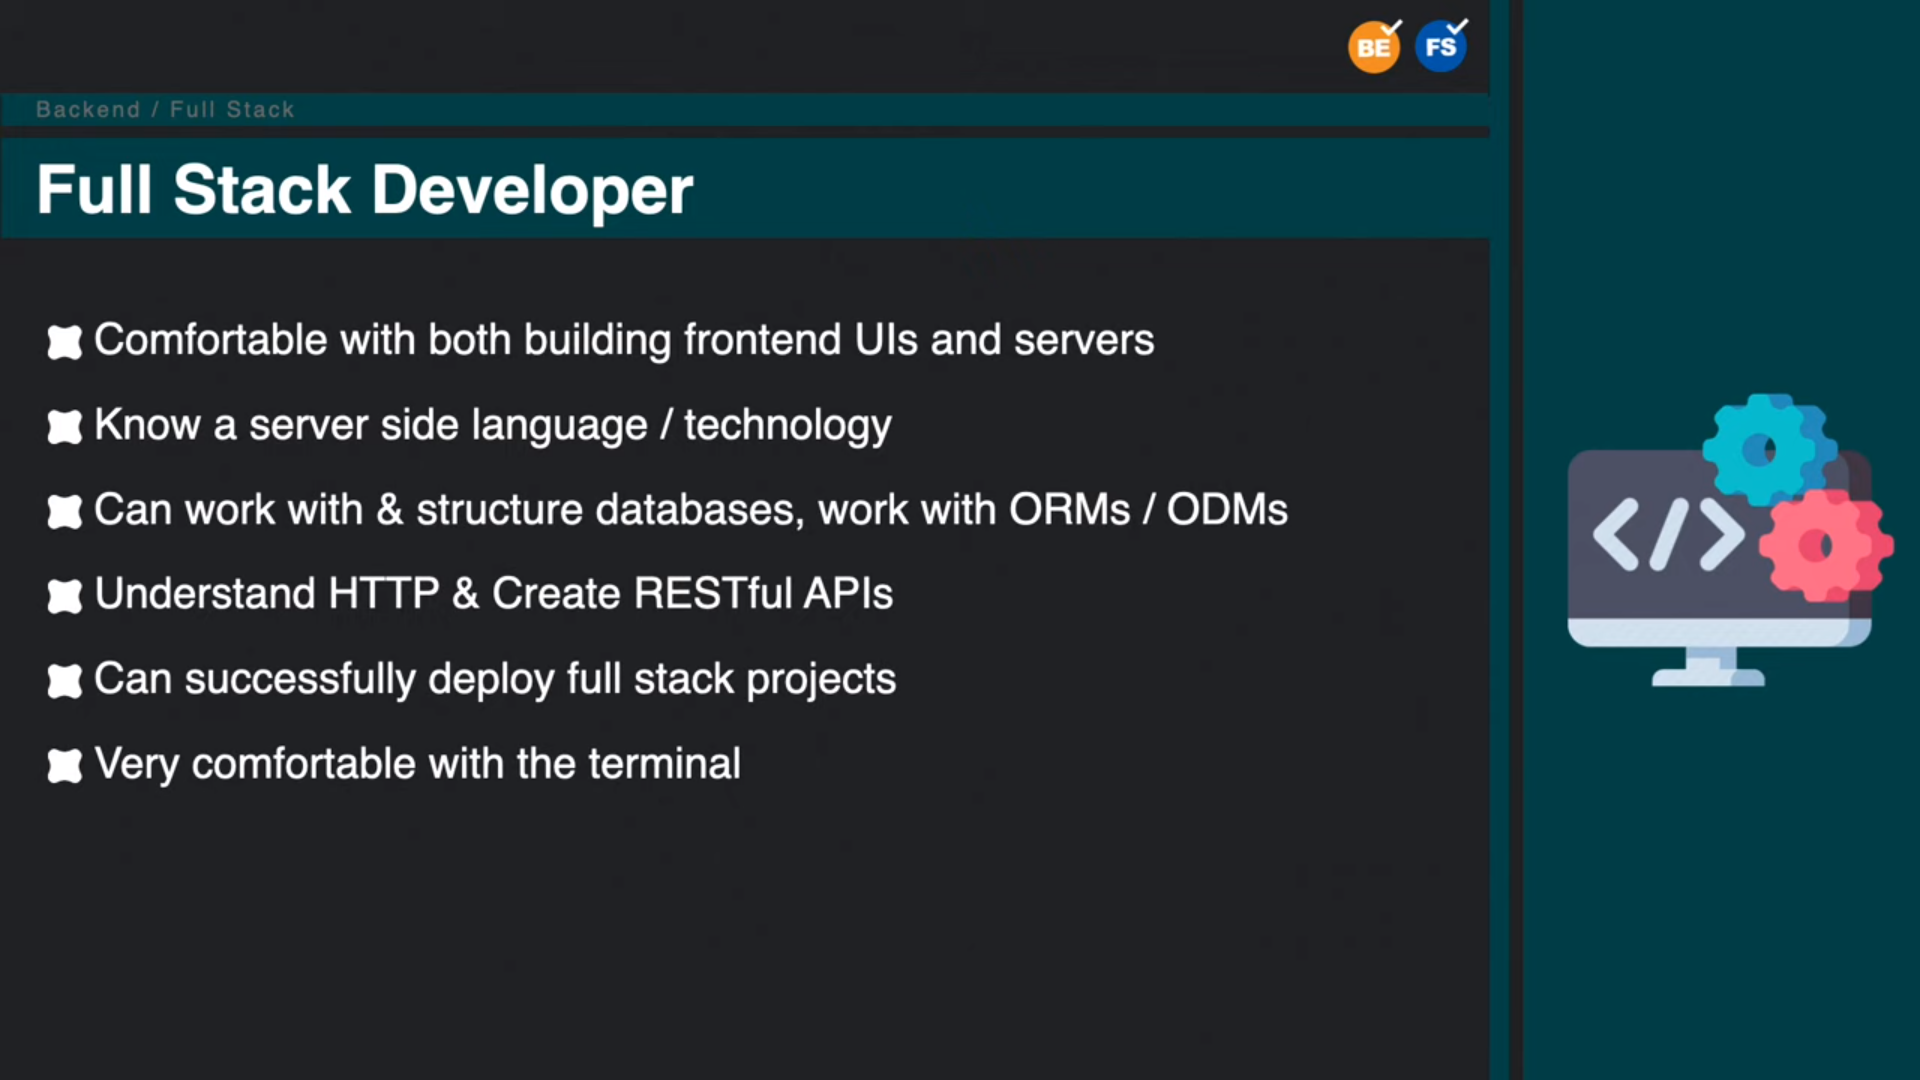 BE FS
Backend / Full Stack
Full Stack Developer
Comfortable with both building frontend UIs and servers
Know a server side language / technology
Can work with & structure databases, work with ORMs / ODMs
Understand HTTP & Create RESTful APIs
Can successfully deploy full stack projects
Very comfortable with the terminal
</>